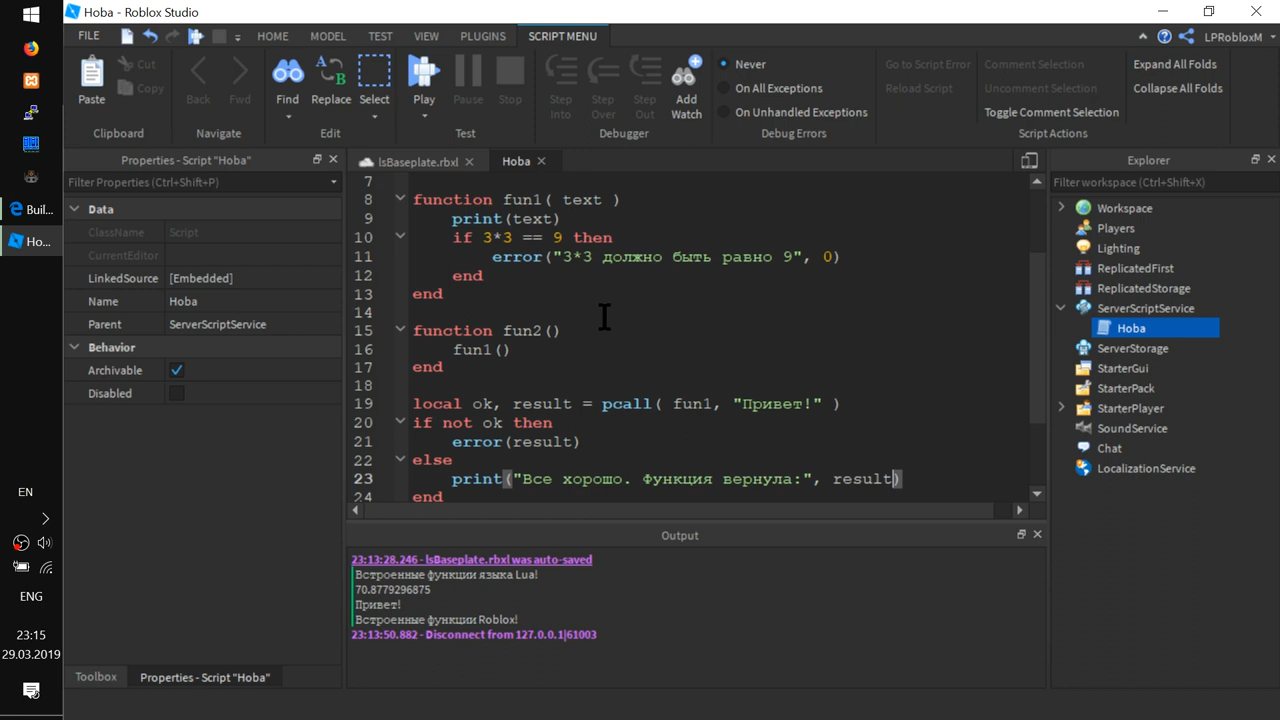 Hoba - Roblox Studio
FILE HOME MODEL TEST VIEW PLUGINS SCRIPT MENU LPRobloxM
Paste Cut Copy Back Fwd Find Replace Select Play Pause Stop Step Into Step Over Step Out Add Watch
Never Go to Script Error Comment Selection Expand All Folds
On All Exceptions Reload Script Uncomment Selection Collapse All Folds
On Unhandled Exceptions Toggle Comment Selection
Clipboard Navigate Edit Test Debugger Debug Errors Script Actions
Properties - Script "Hoba"
Filter Properties (Ctrl+Shift+P)
Data
ClassName Script
CurrentEditor
LinkedSource [Embedded]
Name Hoba
Parent ServerScriptService
Behavior
Archivable
Disabled
Toolbox Properties - Script "Hoba"
lsBaseplate.rbxl Hoba
7
8 function fun1( text )
9 print(text)
10 if 3*3 == 9 then
11 error("3*3 должно быть равно 9", 0)
12 end
13 end
14
15 function fun2()
16 fun1()
17 end
18
19 local ok, result = pcall( fun1, "Привет!" )
20 if not ok then
21 error(result)
22 else
23 print("Все хорошо. Функция вернула:", result)
24 end
Output
23:13:28.246 - lsBaseplate.rbxl was auto-saved
Встроенные функции языка Lua!
70.8779296875
Привет!
Встроенные функции Roblox!
23:13:50.882 - Disconnect from 127.0.0.1|61003
Explorer
Filter workspace (Ctrl+Shift+X)
Workspace
Players
Lighting
ReplicatedFirst
ReplicatedStorage
ServerScriptService
Hoba
ServerStorage
StarterGui
StarterPack
StarterPlayer
SoundService
Chat
LocalizationService
Buil...
Ho...
EN
ENG
23:15
29.03.2019